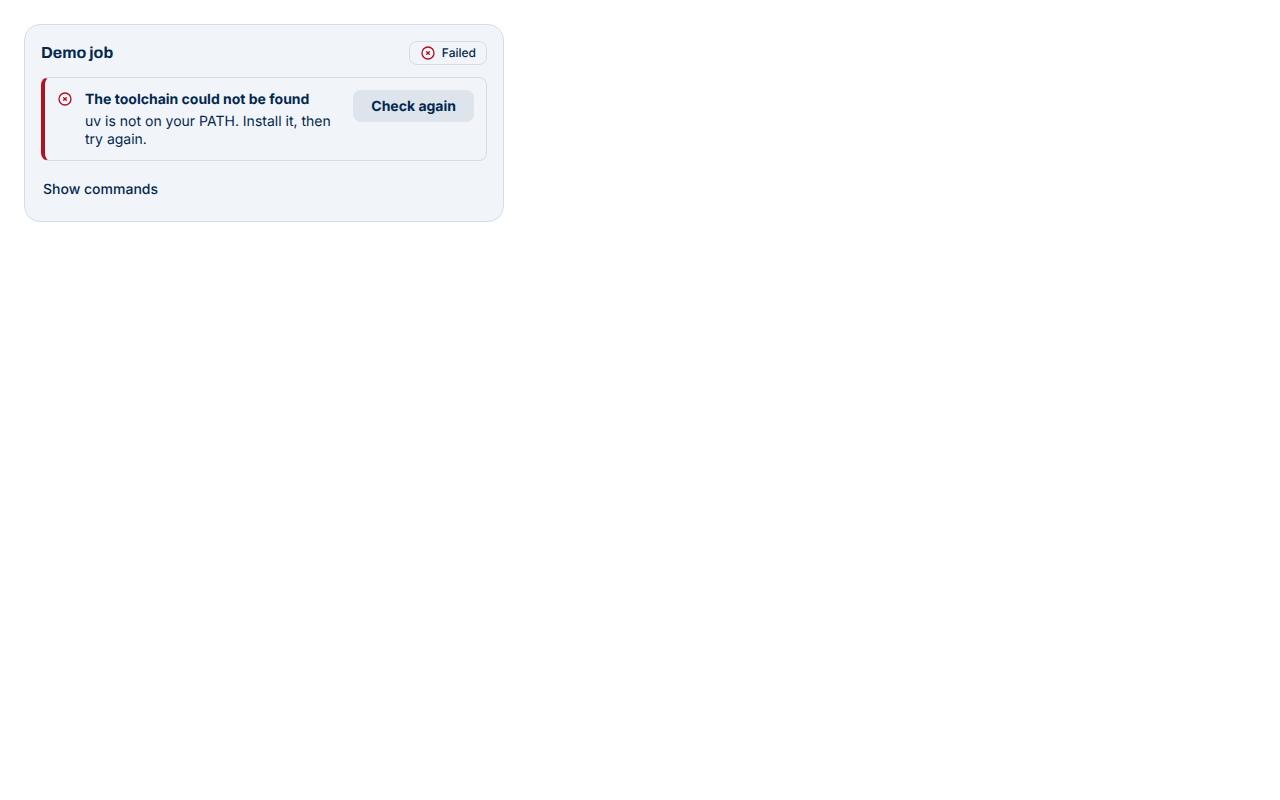 Demo job
Failed
The toolchain could not be found
Check again
uv is not on your PATH. Install it, then
try again.
Show commands